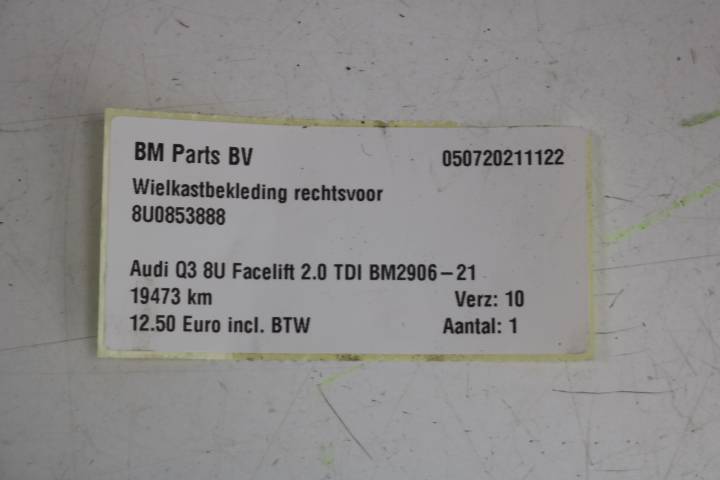 BM Parts BV 050720211122
Wielkastbekleding rechtsvoor
8U0853888
Audi Q3 8U Facelift 2.0 TDI BM2906-21
19473 km Verz: 10
12.50 Euro incl. BTW Aantal: 1